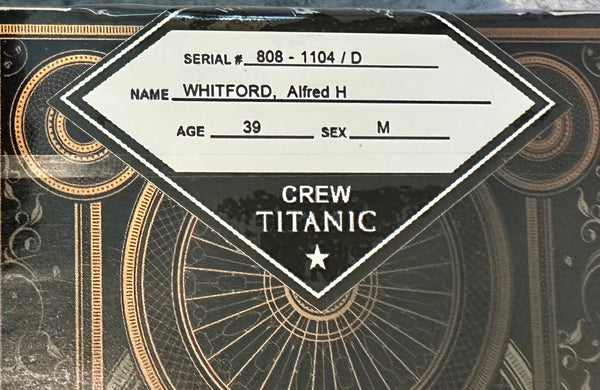 SERIAL # 808 - 1104 / D
NAME WHITFORD, Alfred H
AGE 39 SEX M
CREW
TITANIC